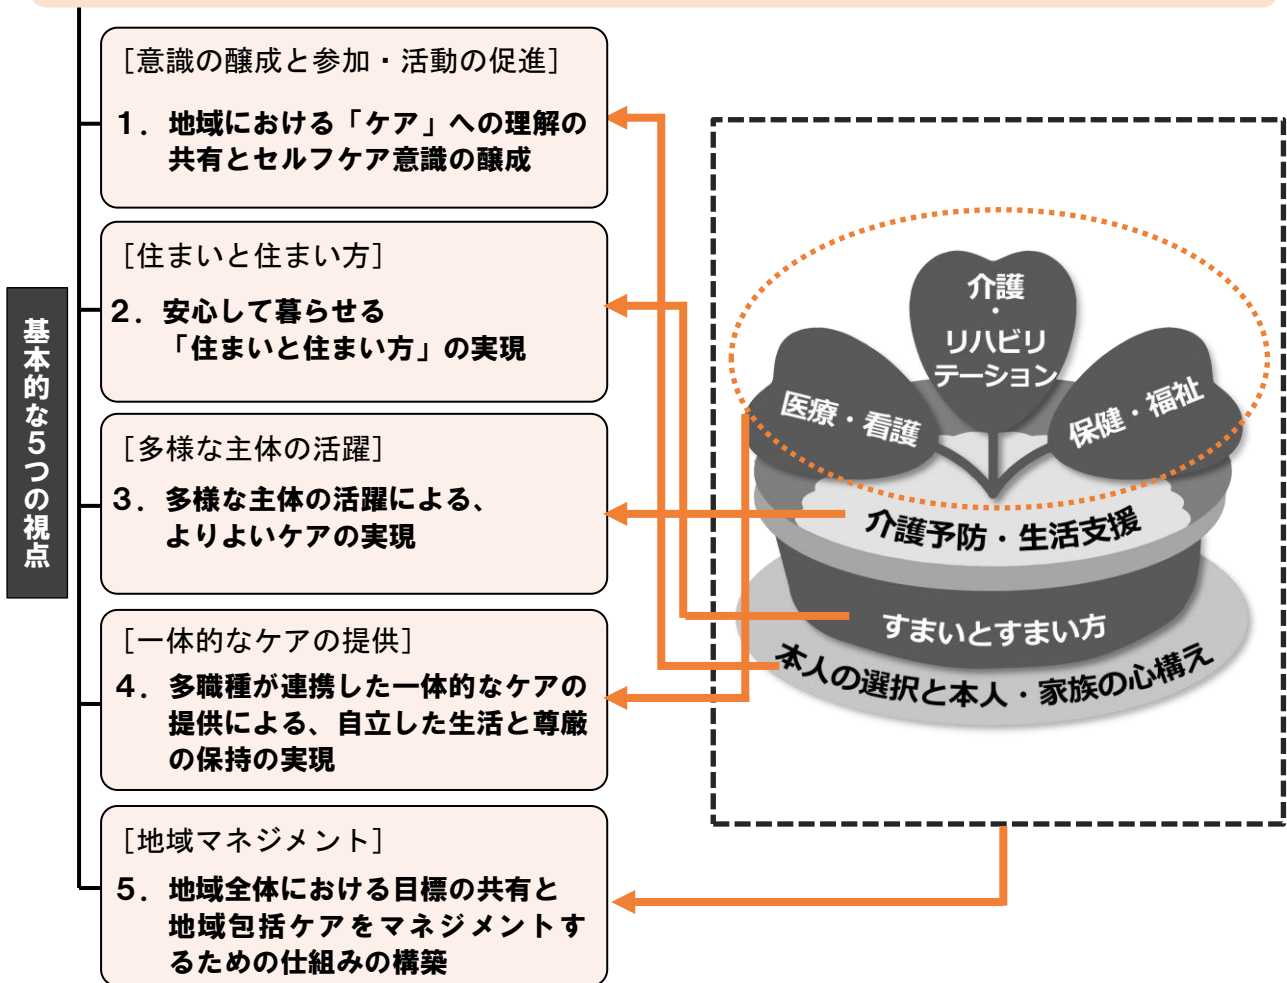 基本的な５つの視点
［意識の醸成と参加・活動の促進］
１．地域における「ケア」への理解の
共有とセルフケア意識の醸成
［住まいと住まい方］
２．安心して暮らせる
「住まいと住まい方」の実現
［多様な主体の活躍］
３．多様な主体の活躍による、
よりよいケアの実現
［一体的なケアの提供］
４．多職種が連携した一体的なケアの
提供による、自立した生活と尊厳
の保持の実現
［地域マネジメント］
５．地域全体における目標の共有と
地域包括ケアをマネジメントす
るための仕組みの構築
介護
・
リハビリ
テーション
医療・看護
保健・福祉
介護予防・生活支援
すまいとすまい方
本人の選択と本人・家族の心構え